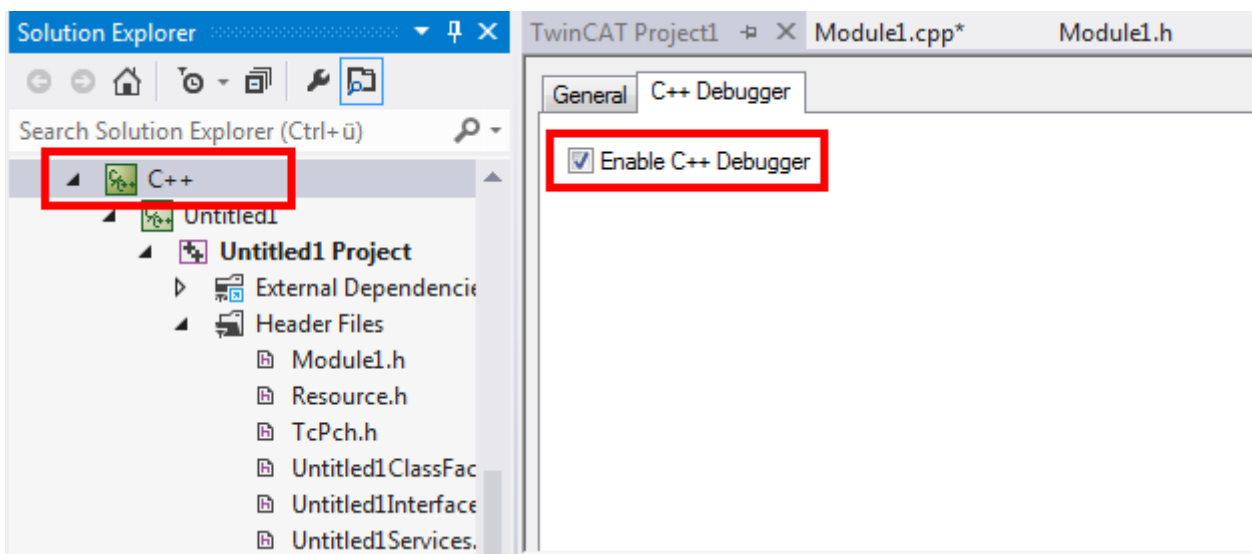 Solution Explorer
Search Solution Explorer (Ctrl+ü)
C++
Untitled1
Untitled1 Project
External Dependencie
Header Files
Module1.h
Resource.h
TcPch.h
Untitled1ClassFac
Untitled1Interface
Untitled1Services.
TwinCAT Project1 Module1.cpp* Module1.h
General C++ Debugger
Enable C++ Debugger